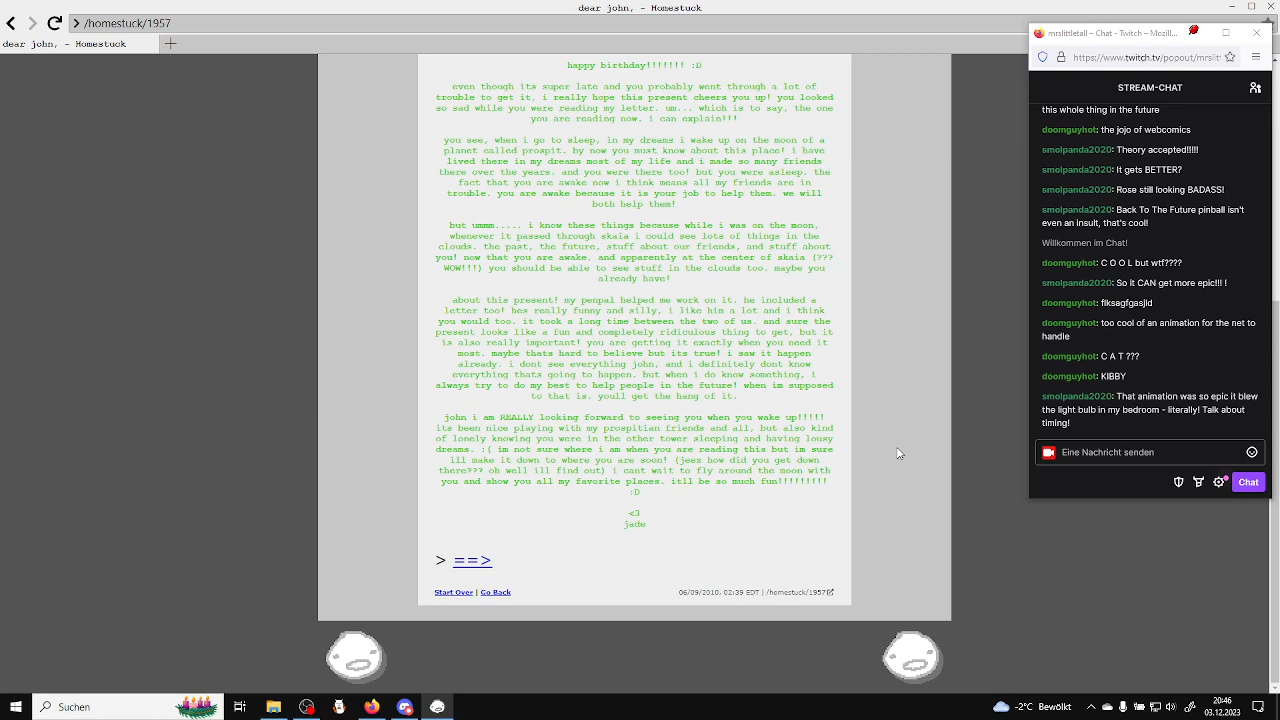 dear john, - Homestuck
/homestuck/1957
dear john, - Homestuck
happy birthday!!!!!!! :D
even though its super late and you probably went through a lot of
trouble to get it, i really hope this present cheers you up! you looked
so sad while you were reading my letter. um... which is to say, the one
you are reading now. i can explain!!!
you see, when i go to sleep, in my dreams i wake up on the moon of a
planet called prospit. by now you must know about this place! i have
lived there in my dreams most of my life and i made so many friends
there over the years. and you were there too! but you were asleep. the
fact that you are awake now i think means all my friends are in
trouble. you are awake because it is your job to help them. we will
both help them!
but ummm..... i know these things because while i was on the moon,
whenever it passed through skaia i could see lots of things in the
clouds. the past, the future, stuff about our friends, and stuff about
you! now that you are awake, and apparently at the center of skaia (???
WOW!!!) you should be able to see stuff in the clouds too. maybe you
already have!
about this present! my penpal helped me work on it. he included a
letter too! hes really funny and silly, i like him a lot and i think
you would too. it took a long time between the two of us. and sure the
present looks like a fun and completely ridiculous thing to get, but it
is also really important! you are getting it exactly when you need it
most. maybe thats hard to believe but its true! i saw it happen
already. i dont see everything john, and i definitely dont know
everything thats going to happen. but when i do know something, i
always try to do my best to help people in the future! when im supposed
to that is. youll get the hang of it.
john i am REALLY looking forward to seeing you when you wake up!!!!!
its been nice playing with my prospitian friends and all, but also kind
of lonely knowing you were in the other tower sleeping and having lousy
dreams. :( im not sure where i am when you are reading this but im sure
ill make it down to where you are soon! (jees how did you get down
there??? oh well ill find out) i cant wait to fly around the moon with
you and show you all my favorite places. itll be so much fun!!!!!!!!!
:D
<3
jade
> ==>
Start Over | Go Back
06/09/2010, 02:39 EDT | /homestuck/1957
mrslittletall – Chat - Twitch – Mozill...
https://www.twitch.tv/popout/mrslit
STREAM-CHAT
this whole thing in the future
doomguyhot: the jojo of webcomics
smolpanda2020: Theory accepted!!!!!
smolpanda2020: It gets BETTER?
smolpanda2020: Rose still looking BADASS!
smolpanda2020: Back To The Future pinball isn't
even an insult, that's cool!
Willkommen im Chat!
doomguyhot: C O O L but wtf????
smolpanda2020: So it CAN get more epic!!! !
doomguyhot: flksagfgasjld
doomguyhot: too cool of an animation for the net to
handle
doomguyhot: C A T ???
doomguyhot: KIBBY
smolpanda2020: That animation was so epic it blew
the light bulb in my bedroom - literally! Talk about
timing!
Eine Nachricht senden
Chat
Suchen
-2°C Bewölkt
20:46
03.12.2023